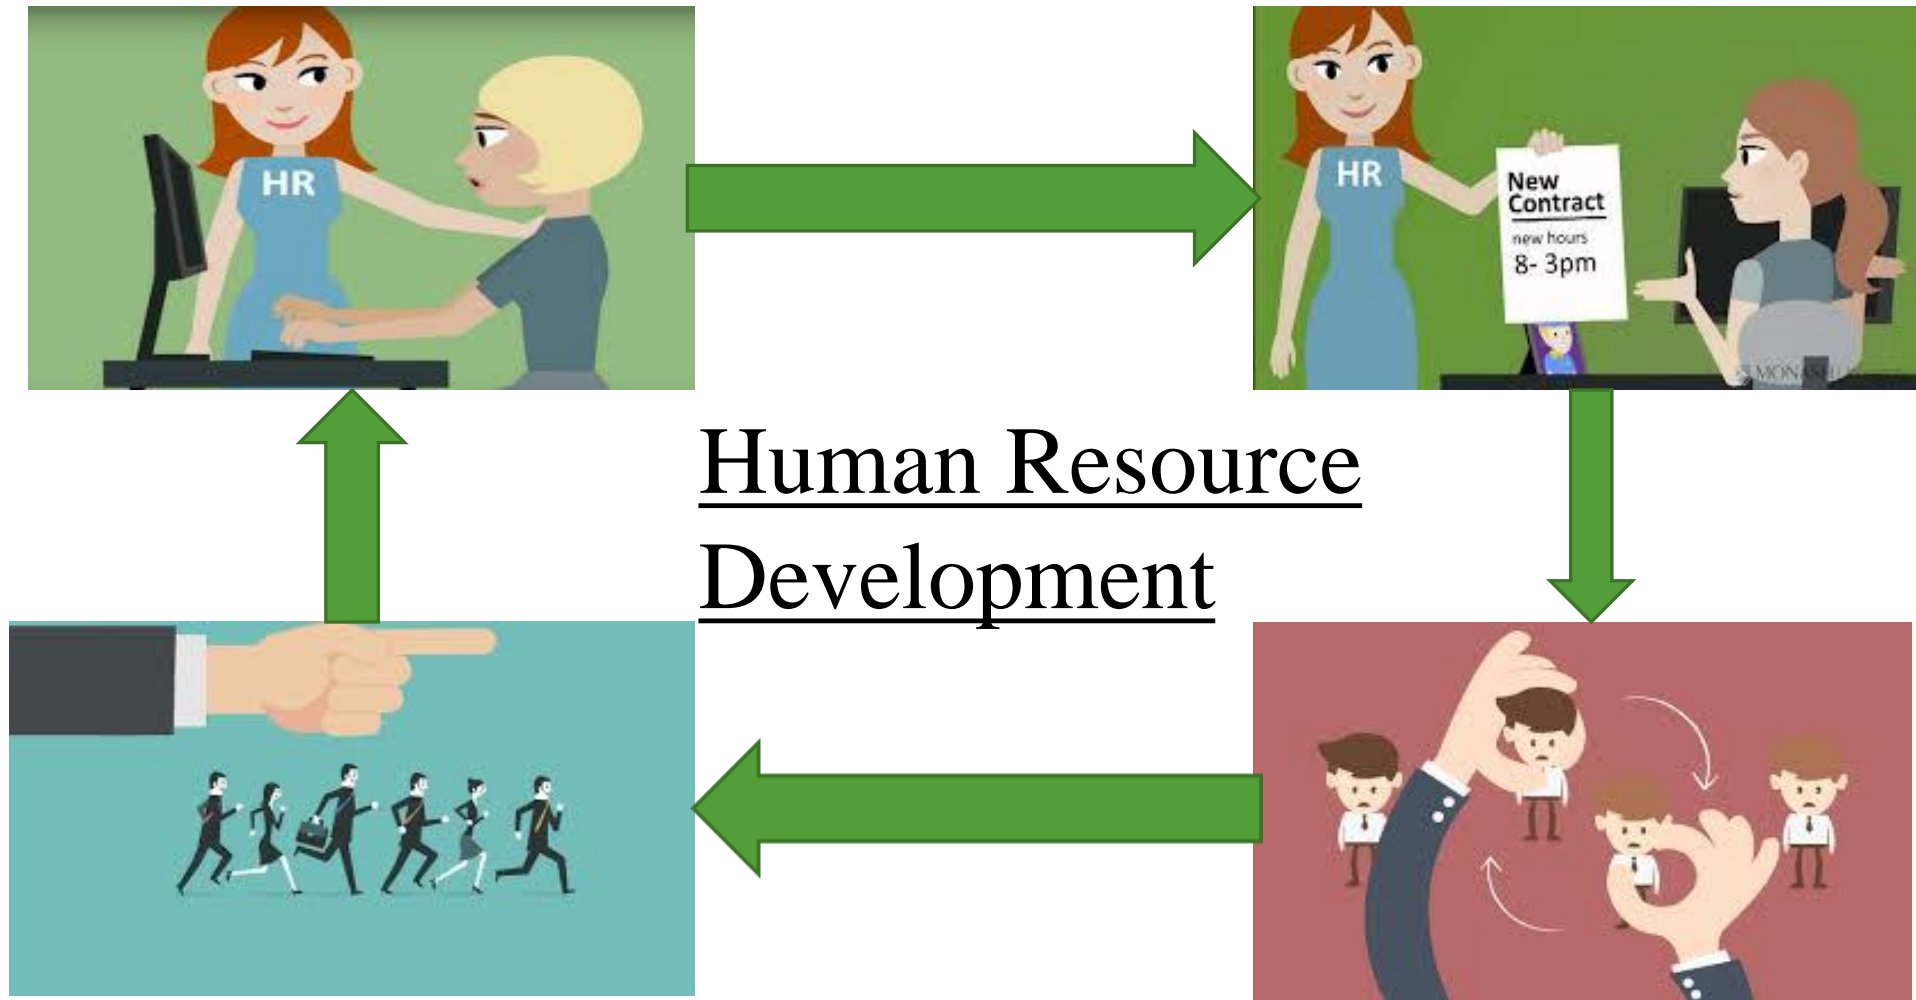 HR
HR
New
Contract
new hours
8- 3pm
Human Resource
Development